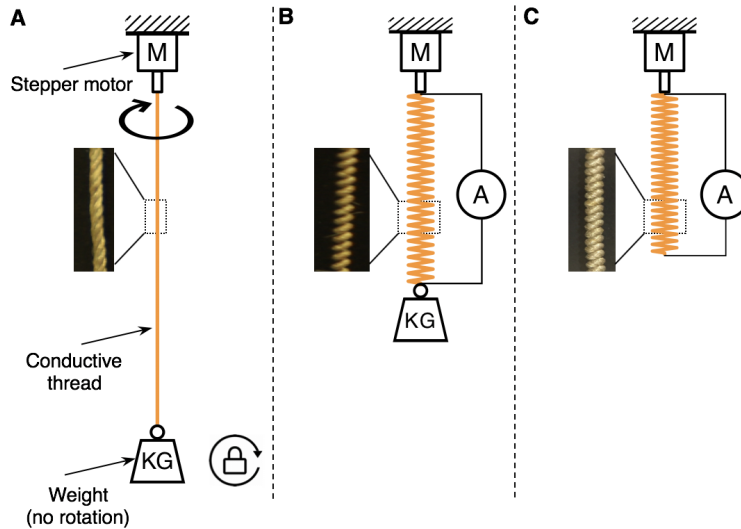 A
M
Stepper motor
Conductive
thread
KG
Weight
(no rotation)
B
M
A
KG
C
M
A